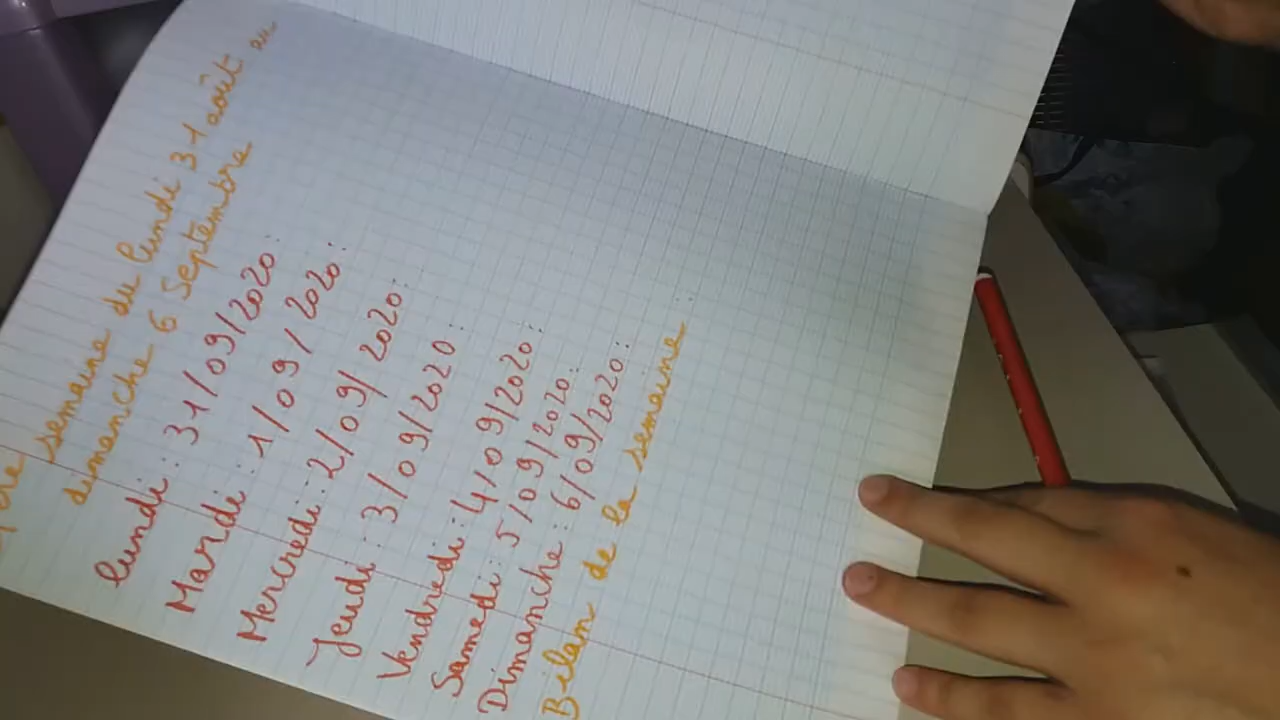 1ère semaine du lundi 31 août au
dimanche 6 septembre
lundi : 31/09/2020 :
Mardi : 1/09/2020 :
Mercredi : 2/09/2020 :
Jeudi : 3/09/2020 :
Vendredi : 4/09/2020 :
Samedi : 5/09/2020 :
Dimanche : 6/09/2020 :
Bilan de la semaine :